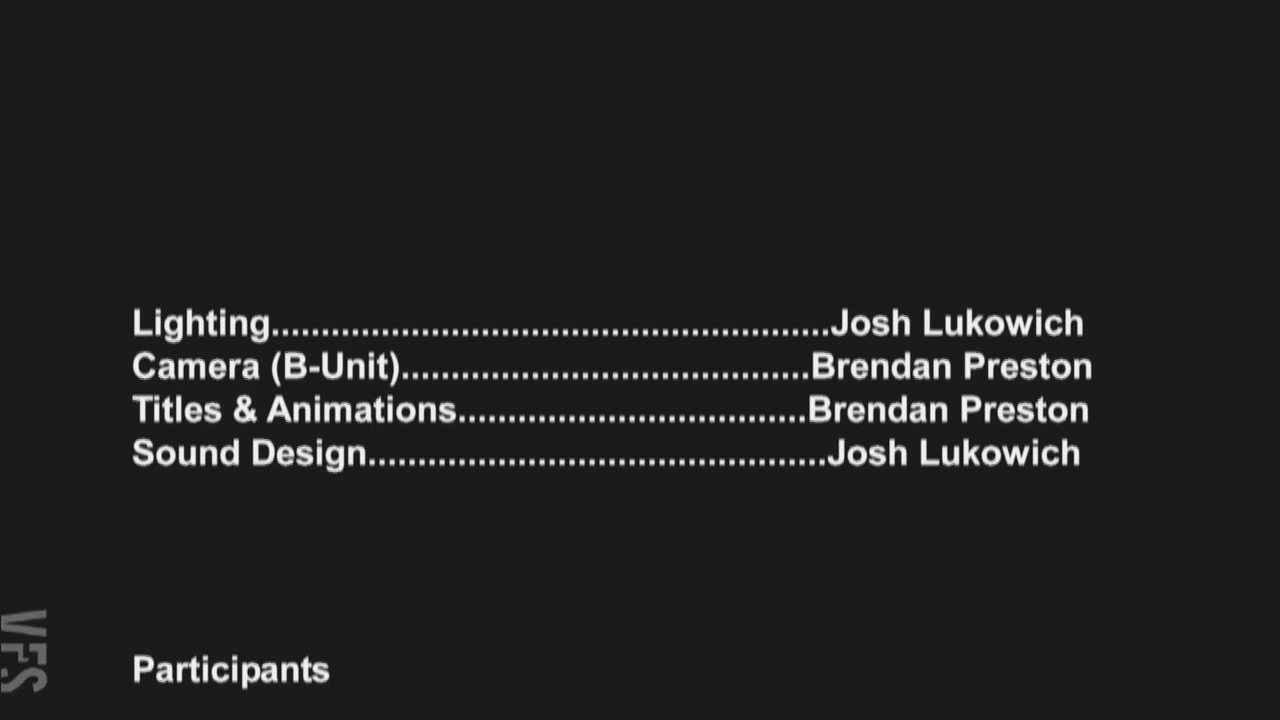 Lighting........................................................Josh Lukowich
Camera (B-Unit).........................................Brendan Preston
Titles & Animations...................................Brendan Preston
Sound Design..............................................Josh Lukowich
VFS
Participants